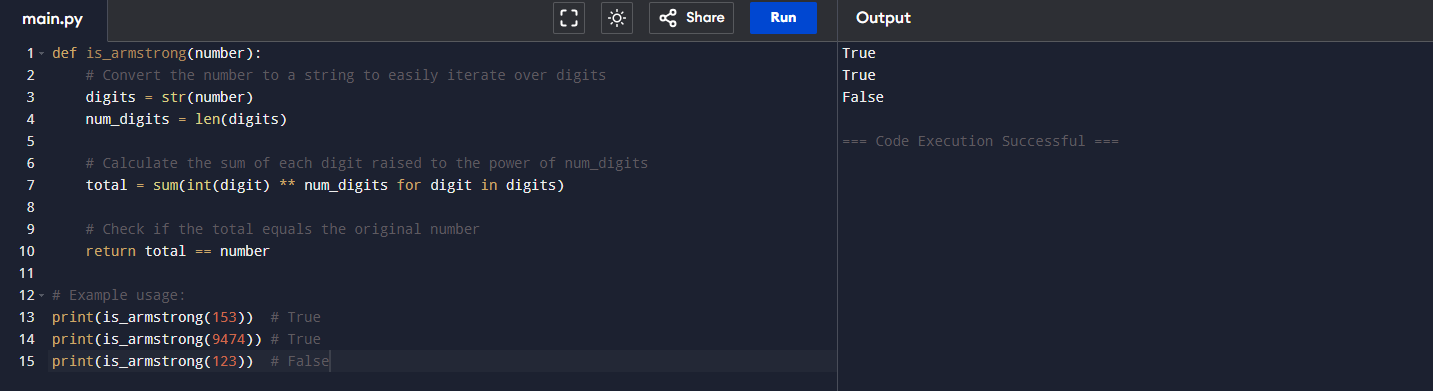 main.py Share Run Output
1 def is_armstrong(number):
2     # Convert the number to a string to easily iterate over digits
3     digits = str(number)
4     num_digits = len(digits)
5
6     # Calculate the sum of each digit raised to the power of num_digits
7     total = sum(int(digit) ** num_digits for digit in digits)
8
9     # Check if the total equals the original number
10     return total == number
11
12 # Example usage:
13 print(is_armstrong(153))  # True
14 print(is_armstrong(9474)) # True
15 print(is_armstrong(123))  # False
True
True
False
=== Code Execution Successful ===